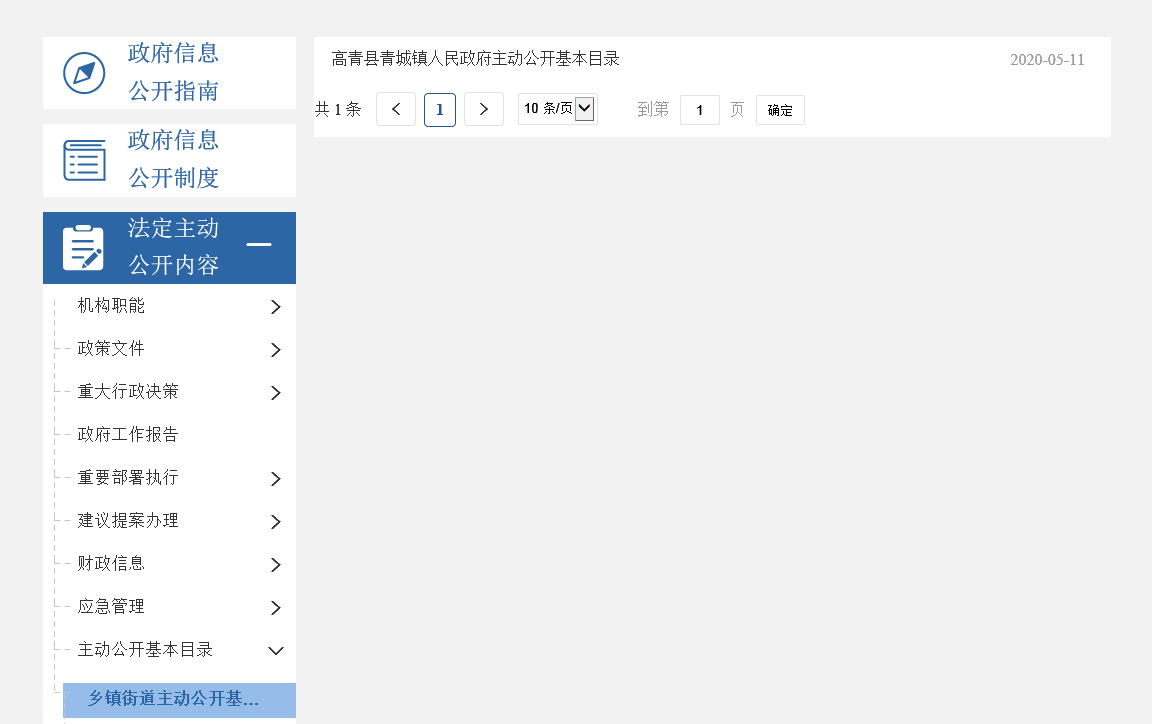 政府信息
公开指南
政府信息
公开制度
法定主动
公开内容
机构职能
政策文件
重大行政决策
政府工作报告
重要部署执行
建议提案办理
财政信息
应急管理
主动公开基本目录
乡镇街道主动公开基...
高青县青城镇人民政府主动公开基本目录 2020-05-11
共 1 条 1 10 条/页 到第 1 页 确定